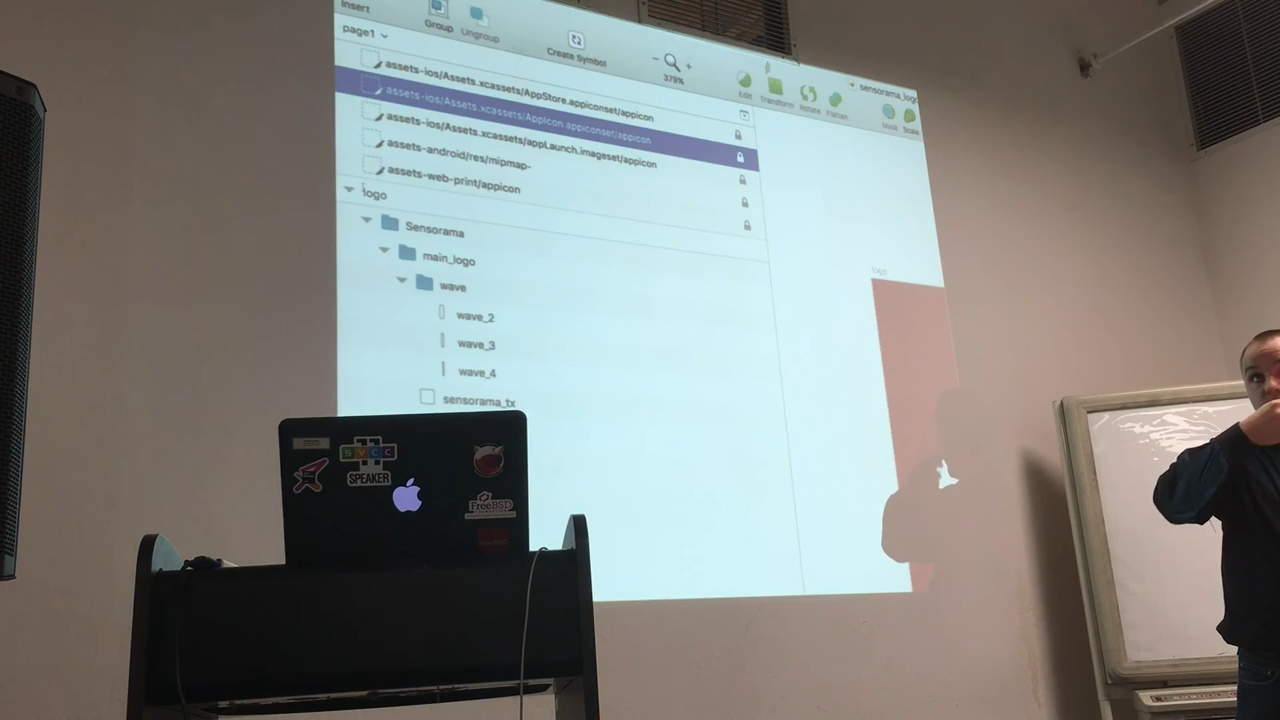 Insert
Group
Ungroup
Create Symbol
379%
Edit
Transform
Rotate
Flatten
sensorama_logo
Mask
Scale
page1
assets-ios/Assets.xcassets/AppStore.appiconset/appicon
assets-ios/Assets.xcassets/AppIcon.appiconset/appicon
assets-ios/Assets.xcassets/appLaunch.imageset/appicon
assets-android/res/mipmap-
assets-web-print/appicon
logo
Sensorama
main_logo
wave
wave_2
wave_3
wave_4
sensorama_tx
logo
SVCC
SPEAKER
FreeBSD